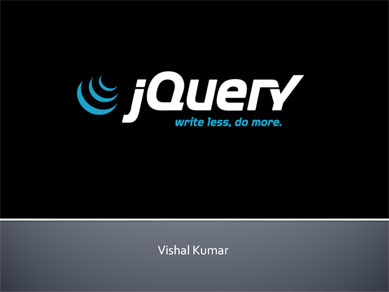 jQuery
write less, do more.
Vishal Kumar